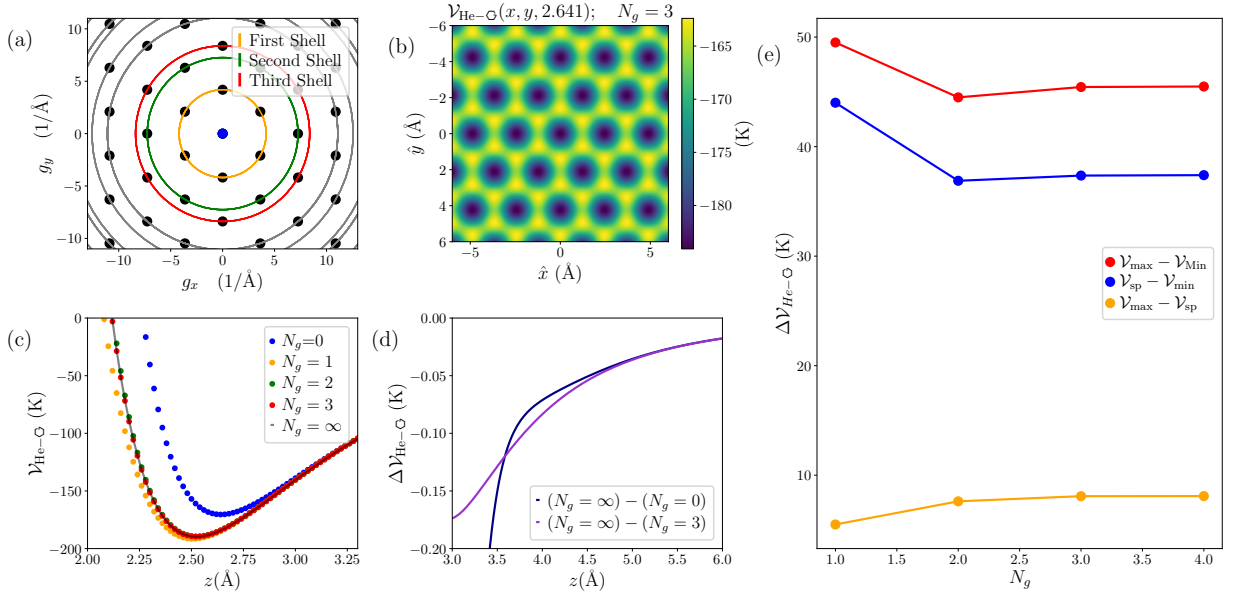 (a)
First Shell
Second Shell
Third Shell
10
5
0
−5
−10
g_y (1/Å)
−10 −5 0 5 10
g_x (1/Å)
𝒱_He−⌬(x, y, 2.641); N_g = 3
(b)
−6
−4
−2
0
2
4
6
ŷ (Å)
−5 0 5
x̂ (Å)
−165
−170
−175
−180
(K)
(c)
0
−50
−100
−150
−200
𝒱_He−⌬ (K)
N_g=0
N_g = 1
N_g = 2
N_g = 3
N_g = ∞
2.00 2.25 2.50 2.75 3.00 3.25
z(Å)
(d)
0.00
−0.05
−0.10
−0.15
−0.20
Δ𝒱_He−⌬ (K)
(N_g = ∞) − (N_g = 0)
(N_g = ∞) − (N_g = 3)
3.0 3.5 4.0 4.5 5.0 5.5 6.0
z(Å)
(e)
50
40
30
20
10
Δ𝒱_He−⌬ (K)
𝒱_max − 𝒱_Min
𝒱_sp − 𝒱_min
𝒱_max − 𝒱_sp
1.0 1.5 2.0 2.5 3.0 3.5 4.0
N_g